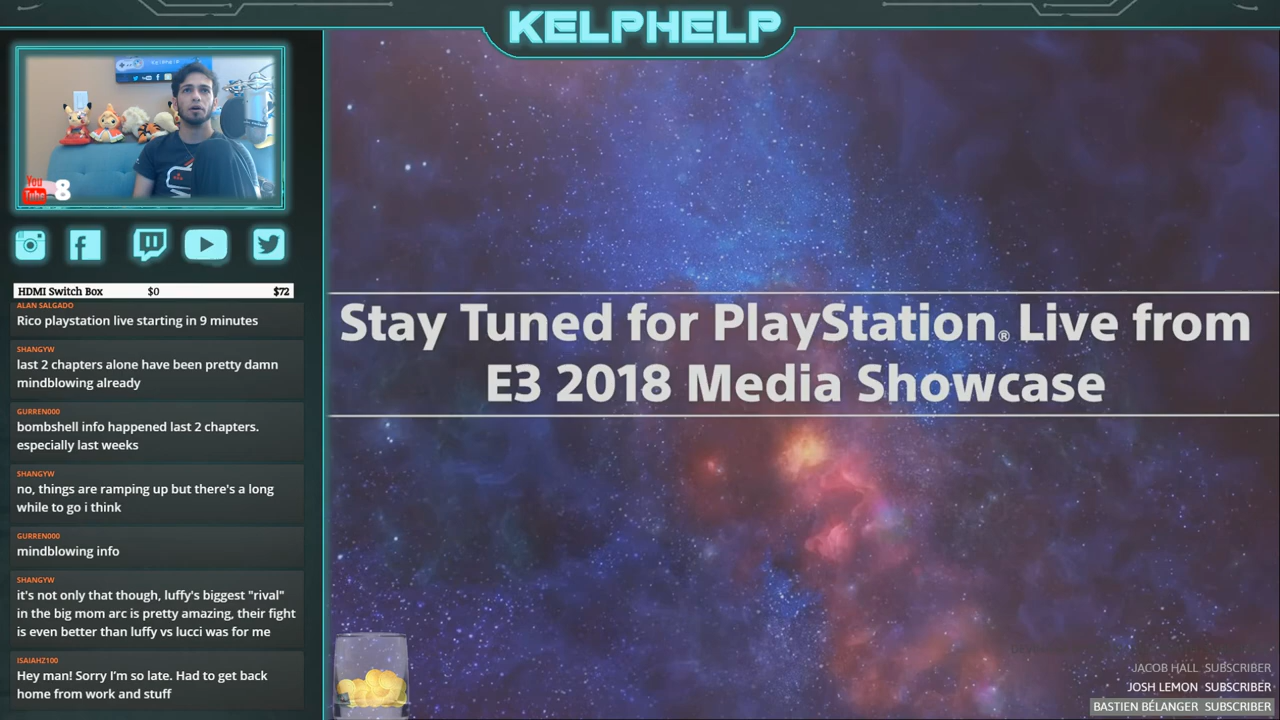 KELPHELP
You
Tube
8
HDMI Switch Box $0 $72
ALAN SALGADO
Rico playstation live starting in 9 minutes
SHANGYW
last 2 chapters alone have been pretty damn
mindblowing already
GURREN000
bombshell info happened last 2 chapters.
especially last weeks
SHANGYW
no, things are ramping up but there's a long
while to go i think
GURREN000
mindblowing info
SHANGYW
it's not only that though, luffy's biggest "rival"
in the big mom arc is pretty amazing, their fight
is even better than luffy vs lucci was for me
ISAIAHZ100
Hey man! Sorry I'm so late. Had to get back
home from work and stuff
Stay Tuned for PlayStation® Live from
E3 2018 Media Showcase
JACOB HALL SUBSCRIBER
JOSH LEMON SUBSCRIBER
BASTIEN BÉLANGER SUBSCRIBER